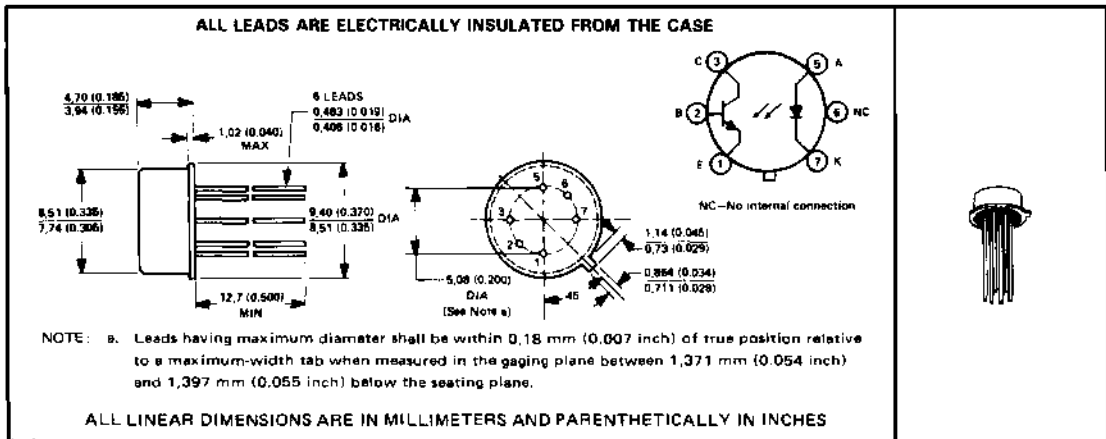 ALL LEADS ARE ELECTRICALLY INSULATED FROM THE CASE
4,70 (0.185)
3,94 (0.155)
1,02 (0.040)
MAX
6 LEADS
0,483 (0.019)
0,406 (0.016)
DIA
8,51 (0.335)
7,74 (0.305)
9,40 (0.370)
8,51 (0.335)
DIA
12,7 (0.500)
MIN
5
6
3
7
2
1
5,08 (0.200)
DIA
(See Note a)
45
1,14 (0.045)
0,73 (0.029)
0,864 (0.034)
0,711 (0.028)
C 3
5 A
B 2
6 NC
E 1
7 K
NC—No internal connection
NOTE: a. Leads having maximum diameter shall be within 0,18 mm (0.007 inch) of true position relative
to a maximum-width tab when measured in the gaging plane between 1,371 mm (0.054 inch)
and 1,397 mm (0.055 inch) below the seating plane.
ALL LINEAR DIMENSIONS ARE IN MILLIMETERS AND PARENTHETICALLY IN INCHES